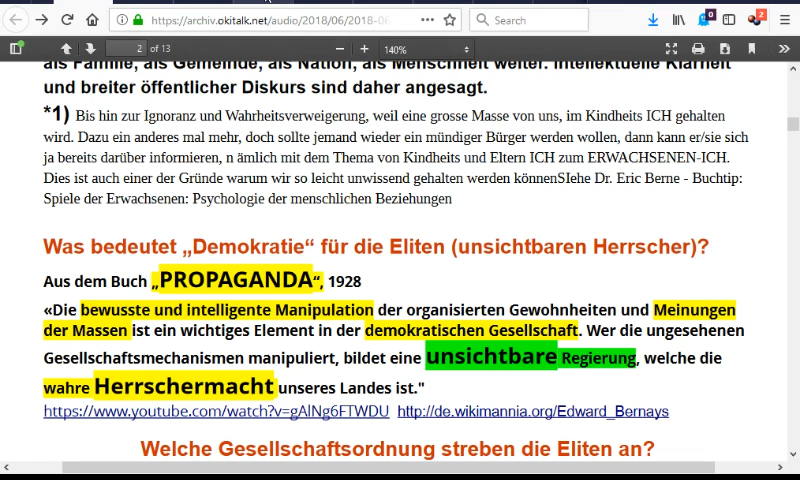 https://archiv.okitalk.net/audio/2018/06/2018-06
Search
0
2
2 of 13
140%
als Familie, als Gemeinde, als Nation, als Menschheit weiter. Intellektuelle Klarheit
und breiter öffentlicher Diskurs sind daher angesagt.
*1) Bis hin zur Ignoranz und Wahrheitsverweigerung, weil eine grosse Masse von uns, im Kindheits ICH gehalten
wird. Dazu ein anderes mal mehr, doch sollte jemand wieder ein mündiger Bürger werden wollen, dann kann er/sie sich
ja bereits darüber informieren, n ämlich mit dem Thema von Kindheits und Eltern ICH zum ERWACHSENEN-ICH.
Dies ist auch einer der Gründe warum wir so leicht unwissend gehalten werden könnenSIehe Dr. Eric Berne - Buchtip:
Spiele der Erwachsenen: Psychologie der menschlichen Beziehungen
Was bedeutet „Demokratie“ für die Eliten (unsichtbaren Herrscher)?
Aus dem Buch „PROPAGANDA“, 1928
«Die bewusste und intelligente Manipulation der organisierten Gewohnheiten und Meinungen
der Massen ist ein wichtiges Element in der demokratischen Gesellschaft. Wer die ungesehenen
Gesellschaftsmechanismen manipuliert, bildet eine unsichtbare Regierung, welche die
wahre Herrschermacht unseres Landes ist."
https://www.youtube.com/watch?v=gAlNg6FTWDU http://de.wikimannia.org/Edward_Bernays
Welche Gesellschaftsordnung streben die Eliten an?